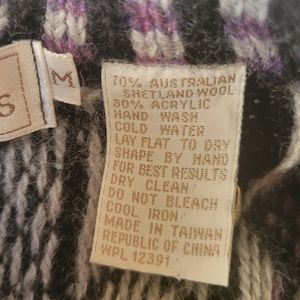 M
S
70% AUSTRALIAN
SHETLAND WOOL
30% ACRYLIC
HAND WASH
COLD WATER
LAY FLAT TO DRY
SHAPE BY HAND
FOR BEST RESULTS
DRY CLEAN
DO NOT BLEACH
COOL IRON
MADE IN TAIWAN
REPUBLIC OF CHINA
WPL 12391